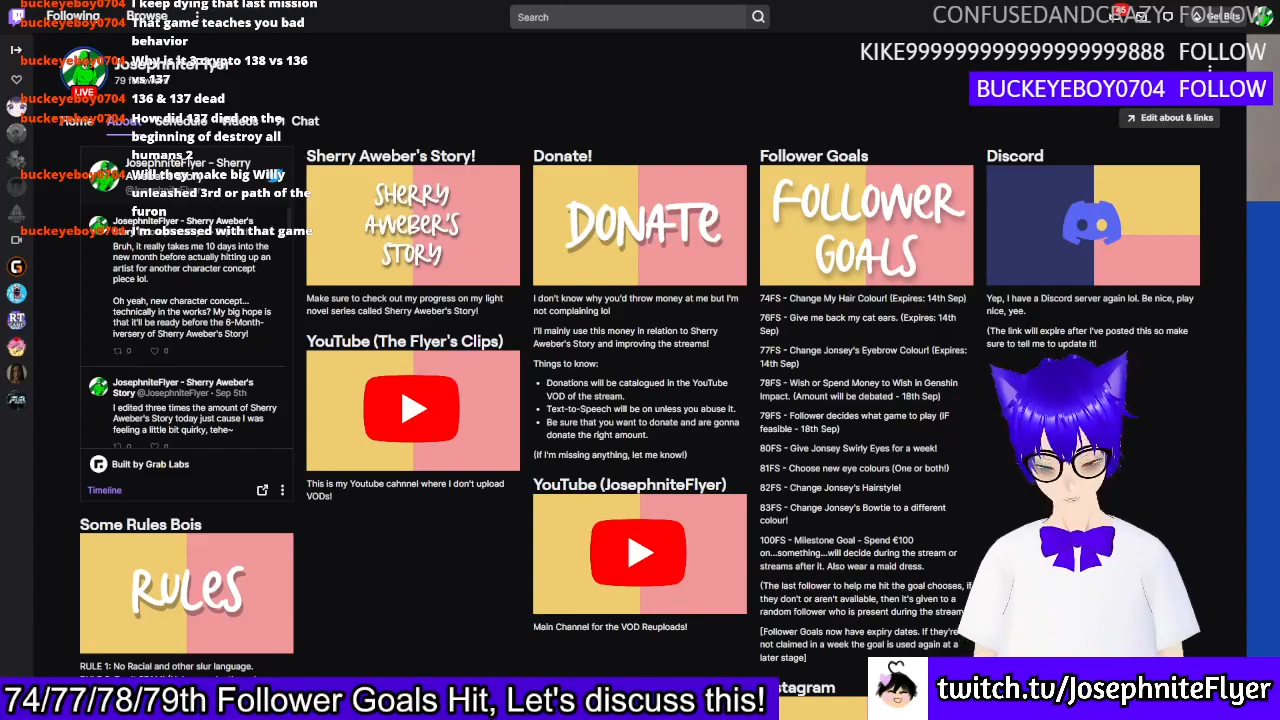 Following
Browse
Search
45
Get Bits
CONFUSEDANDCRAZY FOLLOW
KIKE99999999999999999888 FOLLOW
BUCKEYEBOY0704 FOLLOW
I keep dying that last mission
buckeyeboy0704 That game teaches you bad
behavior
buckeyeboy0704 Why is it 3 crypto 138 vs 136
vs 137
buckeyeboy0704 136 & 137 dead
buckeyeboy0704 How did 137 died on the
beginning of destroy all
humans 2
buckeyeboy0704 Will they make big Willy
unleashed 3rd or path of the
furon
buckeyeboy0704 I'm obsessed with that game
JosephniteFlyer
79 followers
LIVE
Home
About
Schedule
Videos
Chat
Edit about & links
JosephniteFlyer - Sherry
Aweber's Story
JosephniteFlyer - Sherry Aweber's
Bruh, it really takes me 10 days into the
new month before actually hitting up an
artist for another character concept
piece lol.
Oh yeah, new character concept...
technically in the works? My big hope is
that it'll be ready before the 6-Month-
iversery of Sherry Aweber's Story!
0 0
JosephniteFlyer - Sherry Aweber's
Story @JosephniteFlyer · Sep 5th
I edited three times the amount of Sherry
Aweber's Story today just cause I was
feeling a little bit quirky, tehe~
0 0
Built by Grab Labs
Timeline
Some Rules Bois
RULES
RULE 1: No Racial and other slur language.
Sherry Aweber's Story!
SHERRY
AWEBER'S
STORY
Make sure to check out my progress on my light
novel series called Sherry Aweber's Story!
YouTube (The Flyer's Clips)
This is my Youtube cahnnel where I don't upload
VODs!
Donate!
DONATE
I don't know why you'd throw money at me but I'm
not complaining lol
I'll mainly use this money in relation to Sherry
Aweber's Story and improving the streams!
Things to know:
• Donations will be catalogued in the YouTube
VOD of the stream.
• Text-to-Speech will be on unless you abuse it.
• Be sure that you want to donate and are gonna
donate the right amount.
(If I'm missing anything, let me know!)
YouTube (JosephniteFlyer)
Main Channel for the VOD Reuploads!
Follower Goals
FOLLOWER
GOALS
74FS - Change My Hair Colour! (Expires: 14th Sep)
76FS - Give me back my cat ears. (Expires: 14th
Sep)
77FS - Change Jonsey's Eyebrow Colour! (Expires:
14th Sep)
78FS - Wish or Spend Money to Wish in Genshin
Impact. (Amount will be debated - 18th Sep)
79FS - Follower decides what game to play (IF
feasible - 18th Sep)
80FS - Give Jonsey Swirly Eyes for a week!
81FS - Choose new eye colours (One or both!)
82FS - Change Jonsey's Hairstyle!
83FS - Change Jonsey's Bowtie to a different
colour!
100FS - Milestone Goal - Spend €100
on...something...will decide during the stream or
streams after it. Also wear a maid dress.
(The last follower to help me hit the goal chooses, if
they don't or aren't available, then it's given to a
random follower who is present during the stream
[Follower Goals now have expiry dates. If they're
not claimed in a week the goal is used again at a
later stage]
Discord
Yep, I have a Discord server again lol. Be nice, play
nice, yee.
(The link will expire after I've posted this so make
sure to tell me to update it!)
RT
74/77/78/79th Follower Goals Hit, Let's discuss this!
twitch.tv/JosephniteFlyer